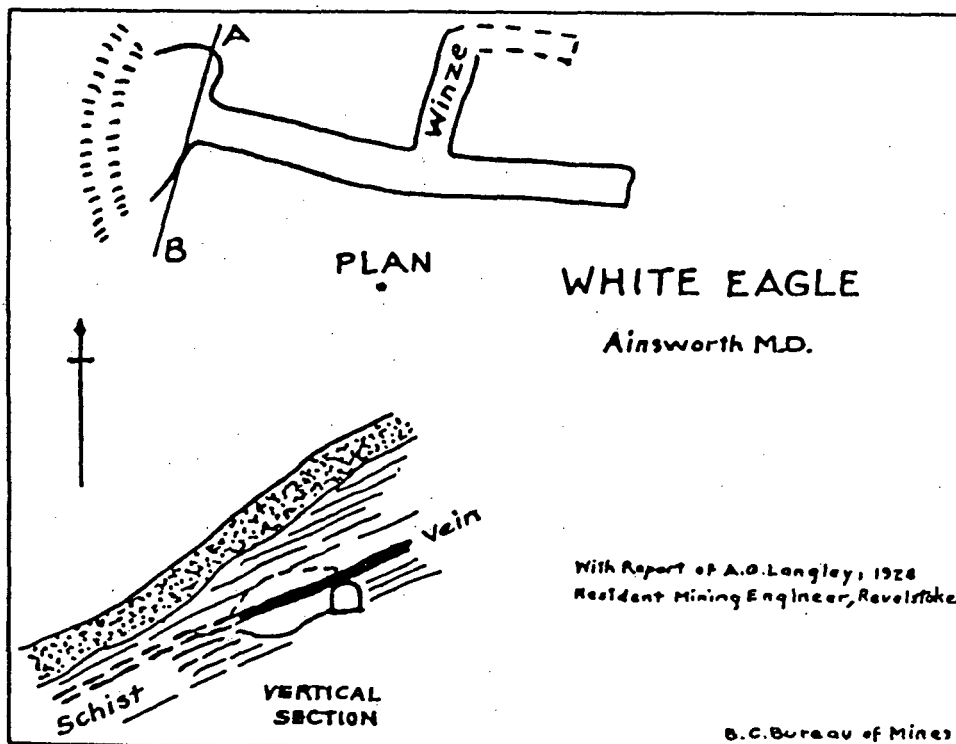 A
Winze
B
PLAN
WHITE EAGLE
Ainsworth M.D.
Vein
With Report of A.G. Langley, 1928
Resident Mining Engineer, Revelstoke
Schist
VERTICAL
SECTION
B.C. Bureau of Mines